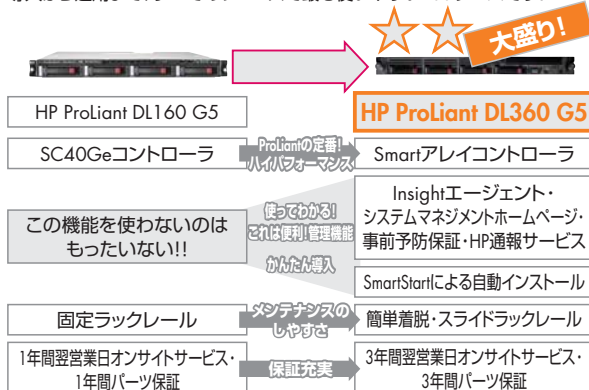 大盛り!
HP ProLiant DL160 G5
HP ProLiant DL360 G5
SC40Geコントローラ
ProLiantの定番!
ハイパフォーマンス
Smartアレイコントローラ
この機能を使わないのは
もったいない!!
使ってわかる!
これは便利!管理機能
かんたん導入
Insightエージェント・
システムマネジメントホームページ・
事前予防保証・HP通報サービス
SmartStartによる自動インストール
固定ラックレール
メンテナンスの
しやすさ
簡単着脱・スライドラックレール
1年間翌営業日オンサイトサービス・
1年間パーツ保証
保証充実
3年間翌営業日オンサイトサービス・
3年間パーツ保証